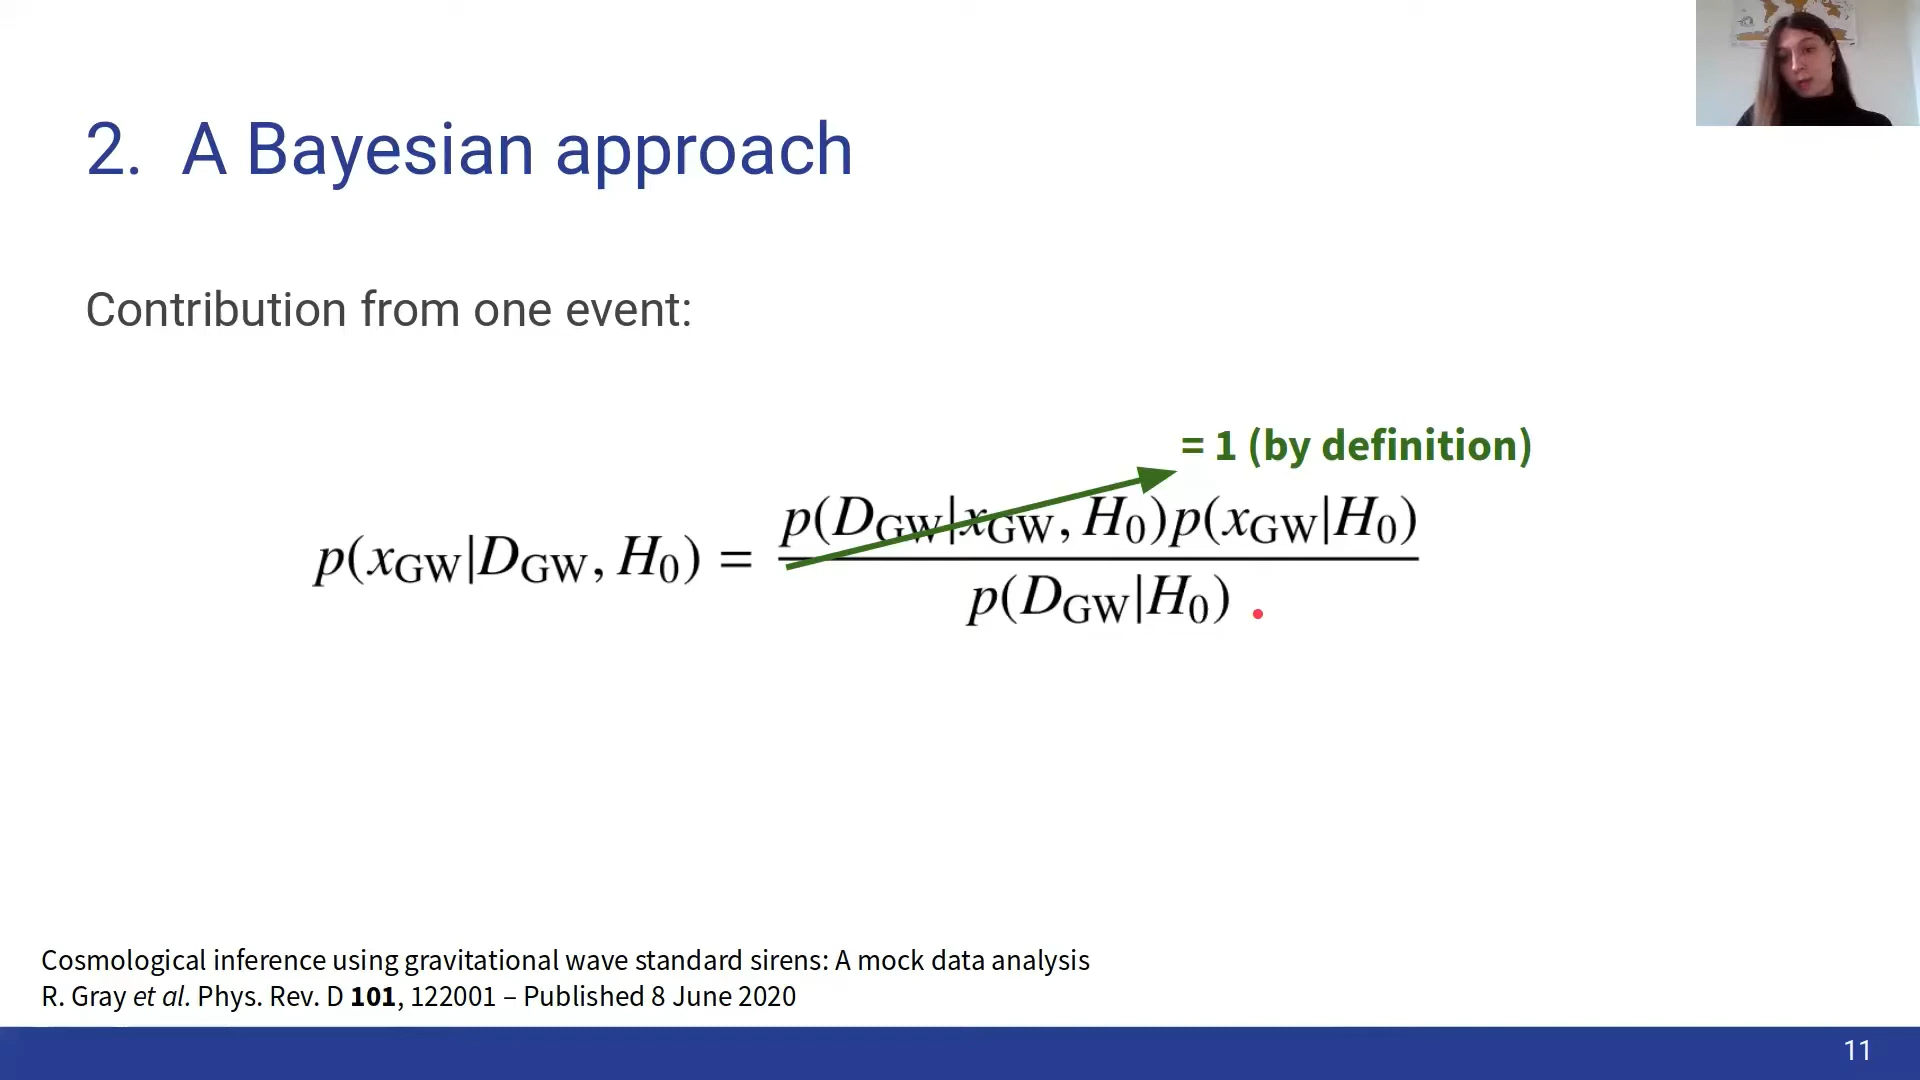 2. A Bayesian approach
Contribution from one event:
= 1 (by definition)
p(x_GW|D_GW, H_0) = \frac{p(D_GW|x_GW, H_0)p(x_GW|H_0)}{p(D_GW|H_0)}
Cosmological inference using gravitational wave standard sirens: A mock data analysis
R. Gray et al. Phys. Rev. D 101, 122001 – Published 8 June 2020
11